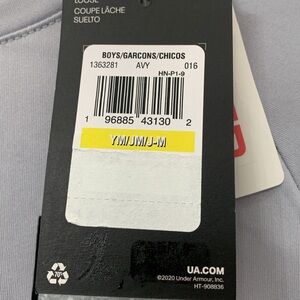 LOOSE
COUPE LÂCHE
SUELTO
BOYS/GARCONS/CHICOS
1363281 AVY 016
HN-P1-9
1 96885 43130 2
YM/JM/J-M
70%
UA.COM
©2020 Under Armour, Inc.
HT-908836